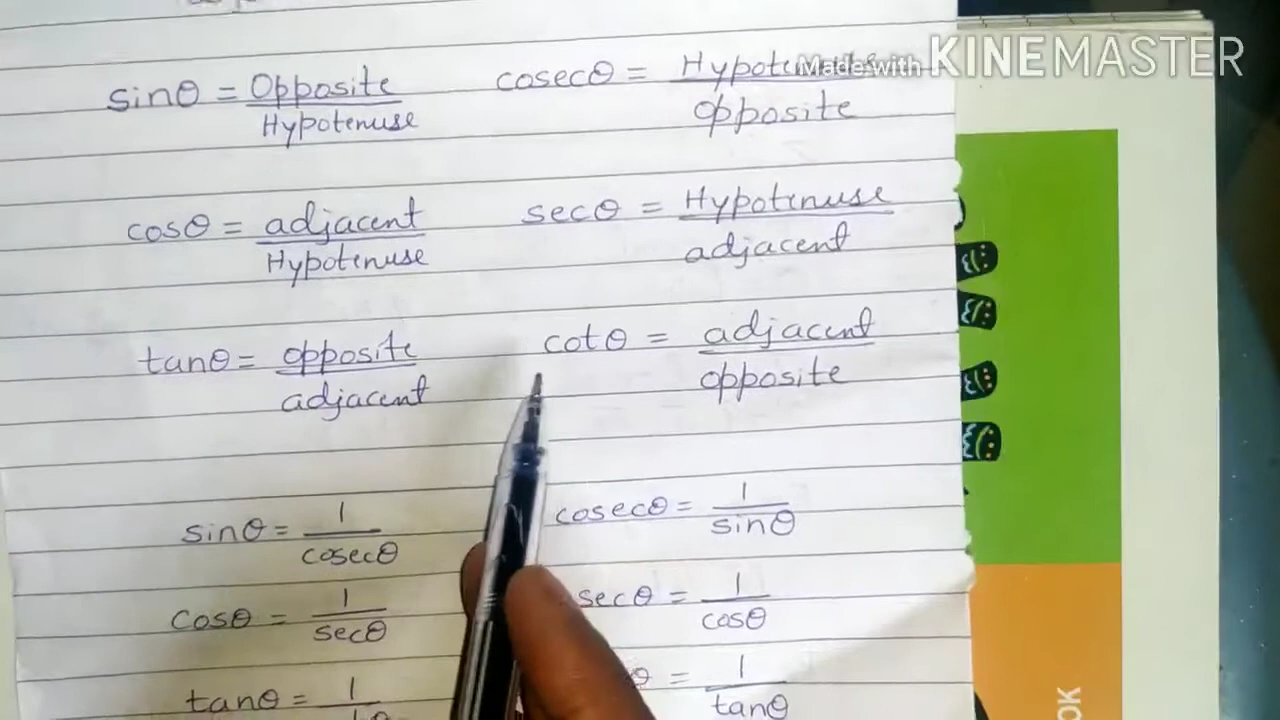 sinθ = Opposite / Hypotenuse
cosecθ = Hypotenuse / opposite
cosθ = adjacent / Hypotenuse
secθ = Hypotenuse / adjacent
tanθ = opposite / adjacent
cotθ = adjacent / opposite
sinθ = 1 / cosecθ
cosecθ = 1 / sinθ
cosθ = 1 / secθ
secθ = 1 / cosθ
tanθ = 1
θ = 1 / tanθ
Made with KINEMASTER
OK